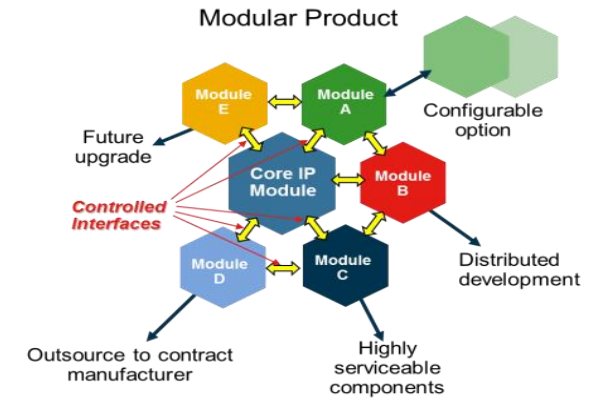 Modular Product
Module
E
Module
A
Configurable
option
Future
upgrade
Core IP
Module
Module
B
Controlled
Interfaces
Module
D
Module
C
Distributed
development
Outsource to contract
manufacturer
Highly
serviceable
components